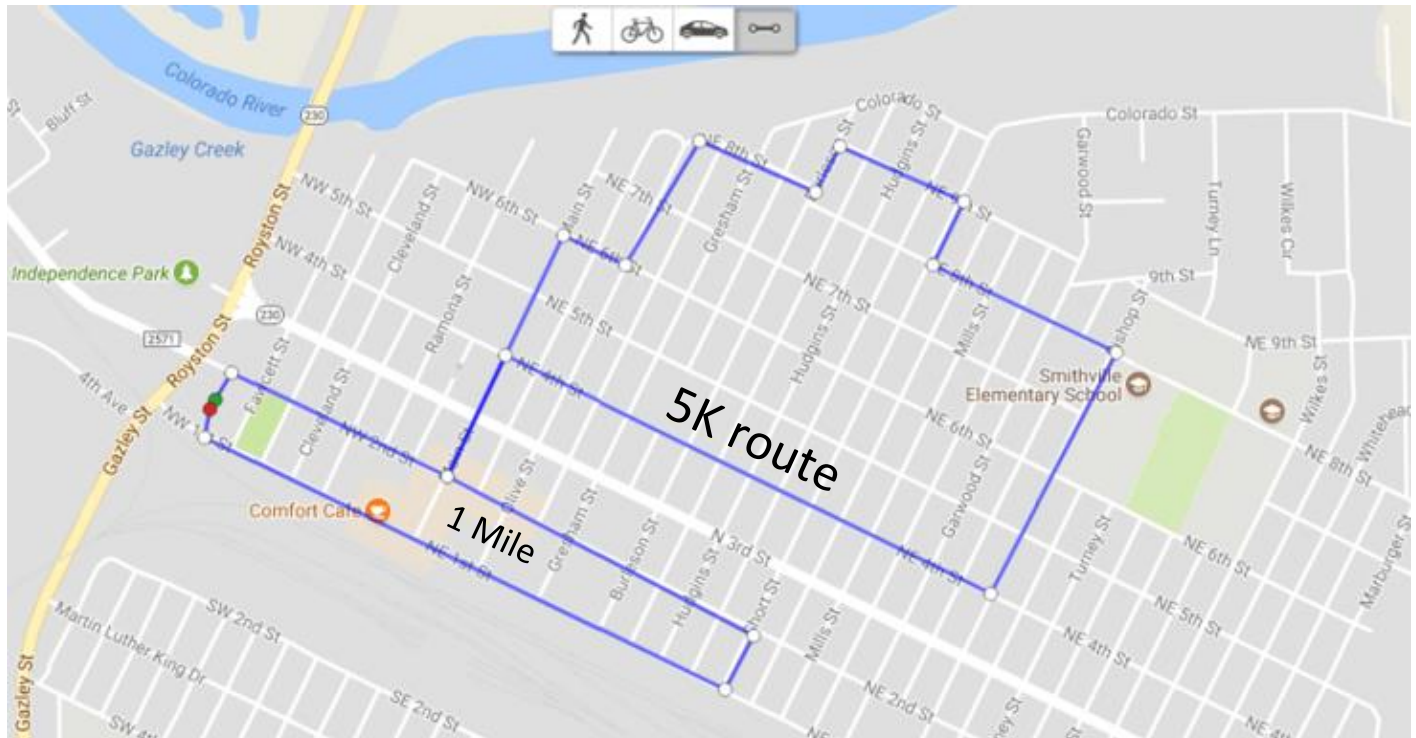 Colorado River
230
Bluff St
Gazley Creek
Colorado St
Colorado St
NE 8th St
Hudgins St
Garwood St
Turney Ln
Wilkes Cir
NW 5th St
NW 6th St
Main St
NE 7th St
Gresham St
Cleveland St
Royston St
NW 4th St
NE 6th St
Independence Park
230
Ramona St
NE 5th St
NE 7th St
Mills St
9th St
NE 9th St
2571
Royston St
4th Ave
Fawcett St
Cleveland St
NE 4th St
Hudgins St
Smithville
Elementary School
Wilkes St
Gazley St
NW 2nd St
5K route
NE 6th St
NE 8th St
Comfort Cafe
Olive St
1 Mile
Gresham St
N 3rd St
Garwood St
NE 1st St
Burleson St
NE 4th St
Turney St
NE 6th St
Marburger St
Hudgins St
Short St
Mills St
NE 5th St
NE 4th St
SW 2nd St
Martin Luther King Dr
SE 2nd St
NE 2nd St
Gazley St